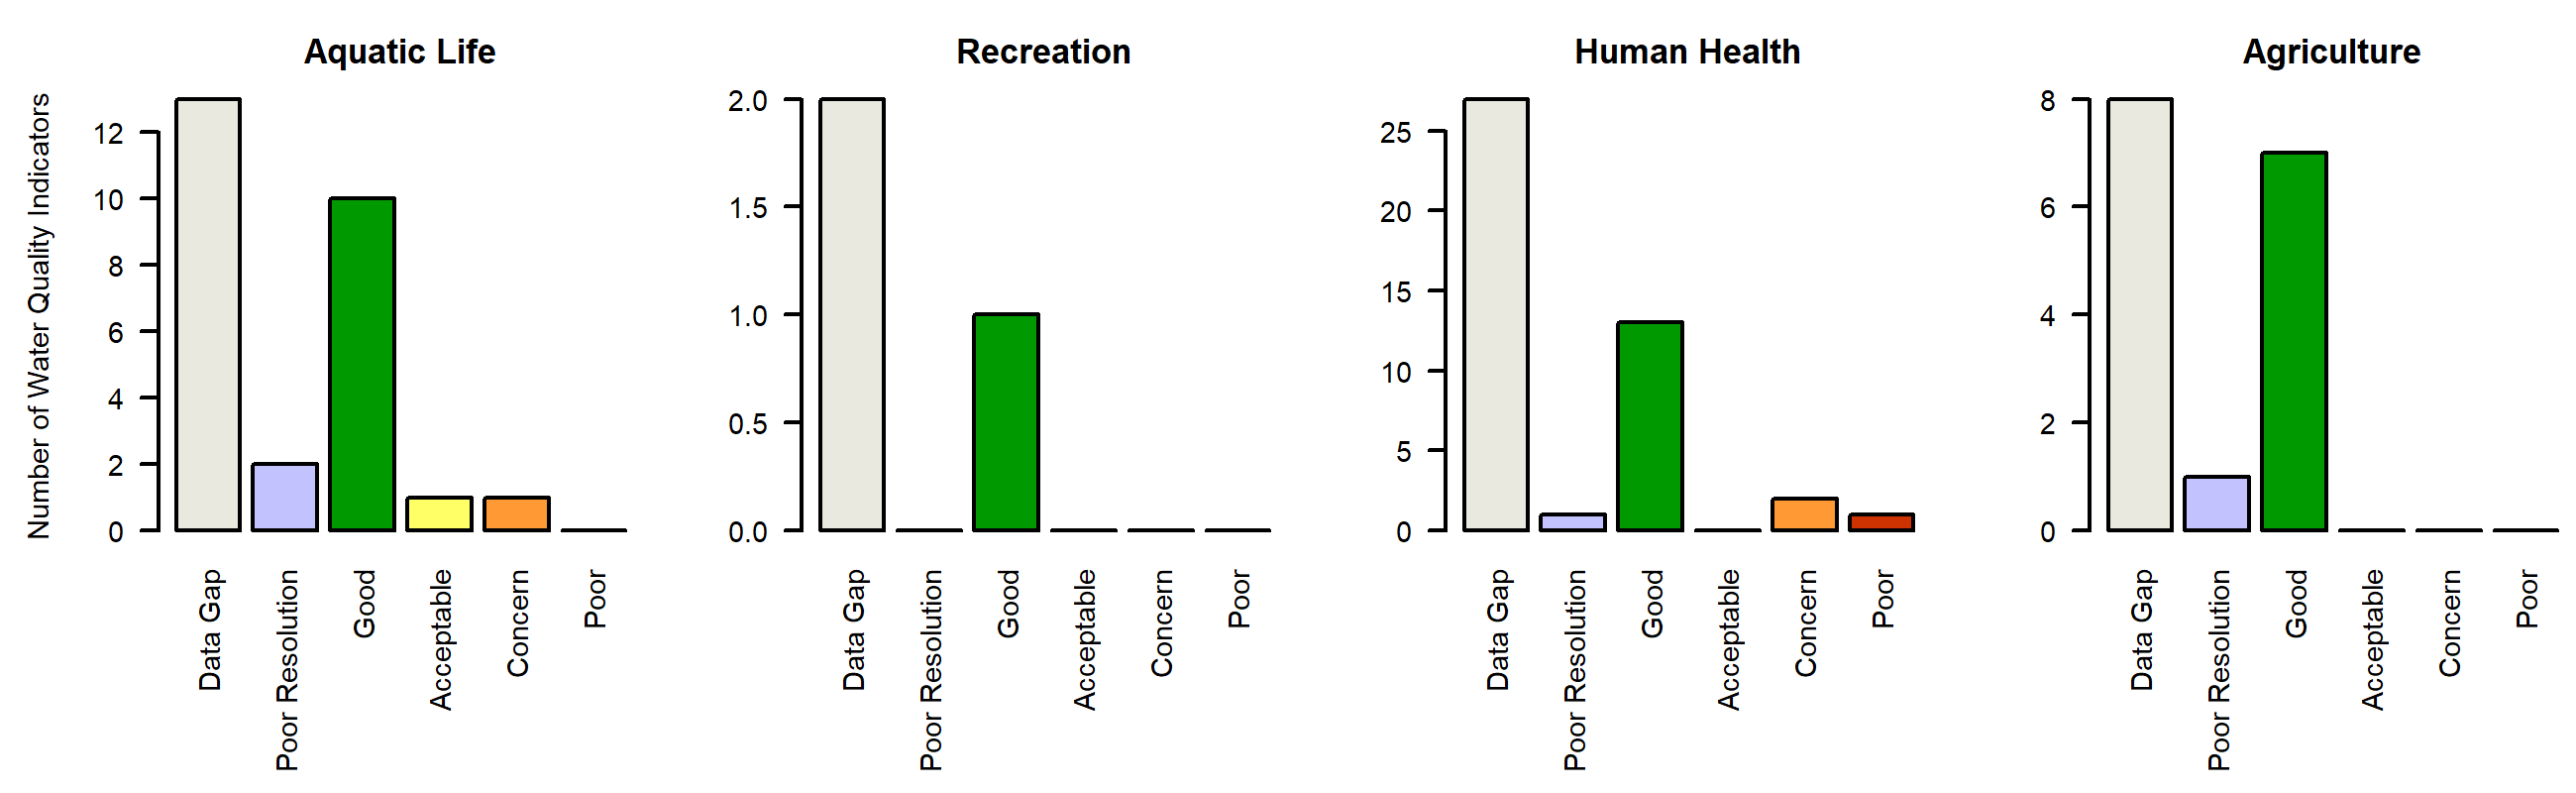 Aquatic Life
Number of Water Quality Indicators
12
10
8
6
4
2
0
Data Gap
Poor Resolution
Good
Acceptable
Concern
Poor
Recreation
2.0
1.5
1.0
0.5
0.0
Data Gap
Poor Resolution
Good
Acceptable
Concern
Poor
Human Health
25
20
15
10
5
0
Data Gap
Poor Resolution
Good
Acceptable
Concern
Poor
Agriculture
8
6
4
2
0
Data Gap
Poor Resolution
Good
Acceptable
Concern
Poor